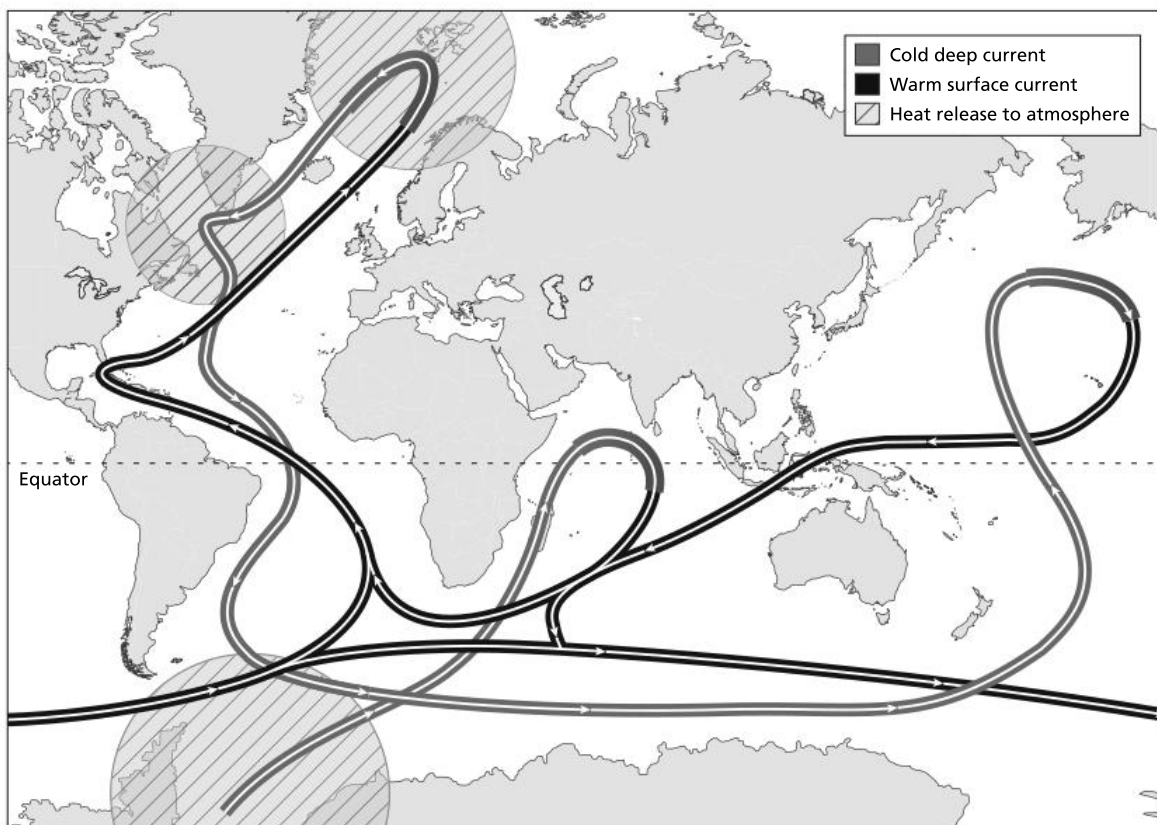 Cold deep current
Warm surface current
Heat release to atmosphere
Equator